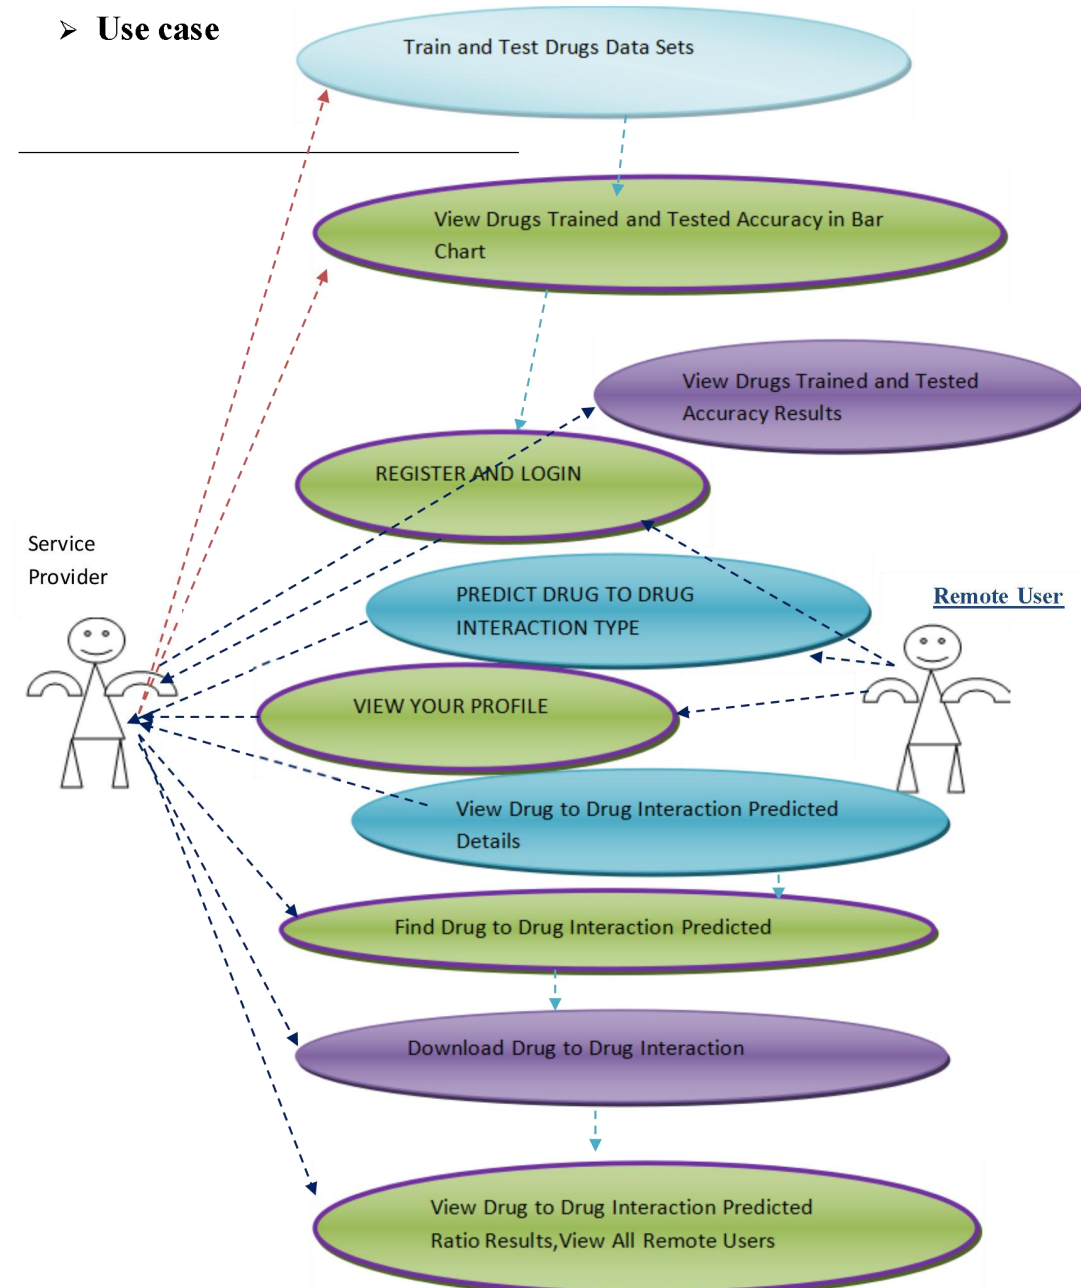 ➢ Use case
Train and Test Drugs Data Sets
View Drugs Trained and Tested Accuracy in Bar
Chart
View Drugs Trained and Tested
Accuracy Results
REGISTER AND LOGIN
Service
Provider
PREDICT DRUG TO DRUG
INTERACTION TYPE
Remote User
VIEW YOUR PROFILE
View Drug to Drug Interaction Predicted
Details
Find Drug to Drug Interaction Predicted
Download Drug to Drug Interaction
View Drug to Drug Interaction Predicted
Ratio Results,View All Remote Users